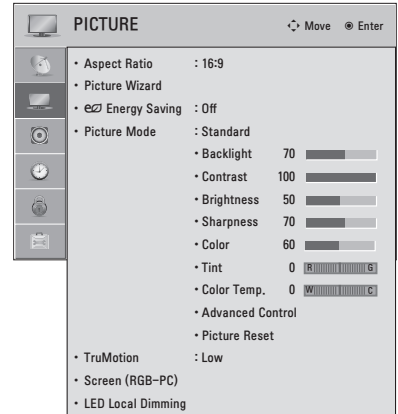 PICTURE Move Enter
• Aspect Ratio : 16:9
• Picture Wizard
• Energy Saving : Off
• Picture Mode : Standard
• Backlight 70
• Contrast 100
• Brightness 50
• Sharpness 70
• Color 60
• Tint 0 R G
• Color Temp. 0 W C
• Advanced Control
• Picture Reset
• TruMotion : Low
• Screen (RGB-PC)
• LED Local Dimming